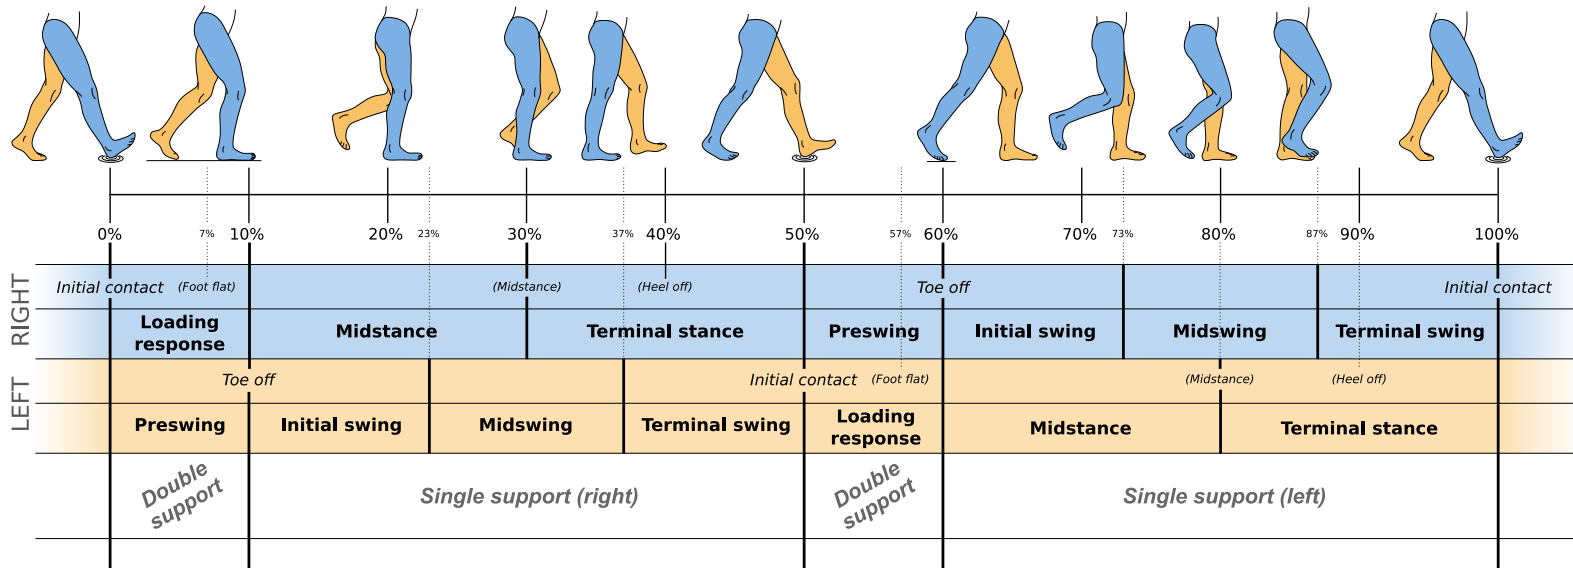 0% 7% 10% 20% 23% 30% 37% 40% 50% 57% 60% 70% 73% 80% 87% 90% 100%
RIGHT
Initial contact (Foot flat) (Midstance) (Heel off) Toe off Initial contact
Loading response Midstance Terminal stance Preswing Initial swing Midswing Terminal swing
LEFT
Toe off Initial contact (Foot flat) (Midstance) (Heel off)
Preswing Initial swing Midswing Terminal swing Loading response Midstance Terminal stance
Double support Single support (right) Double support Single support (left)